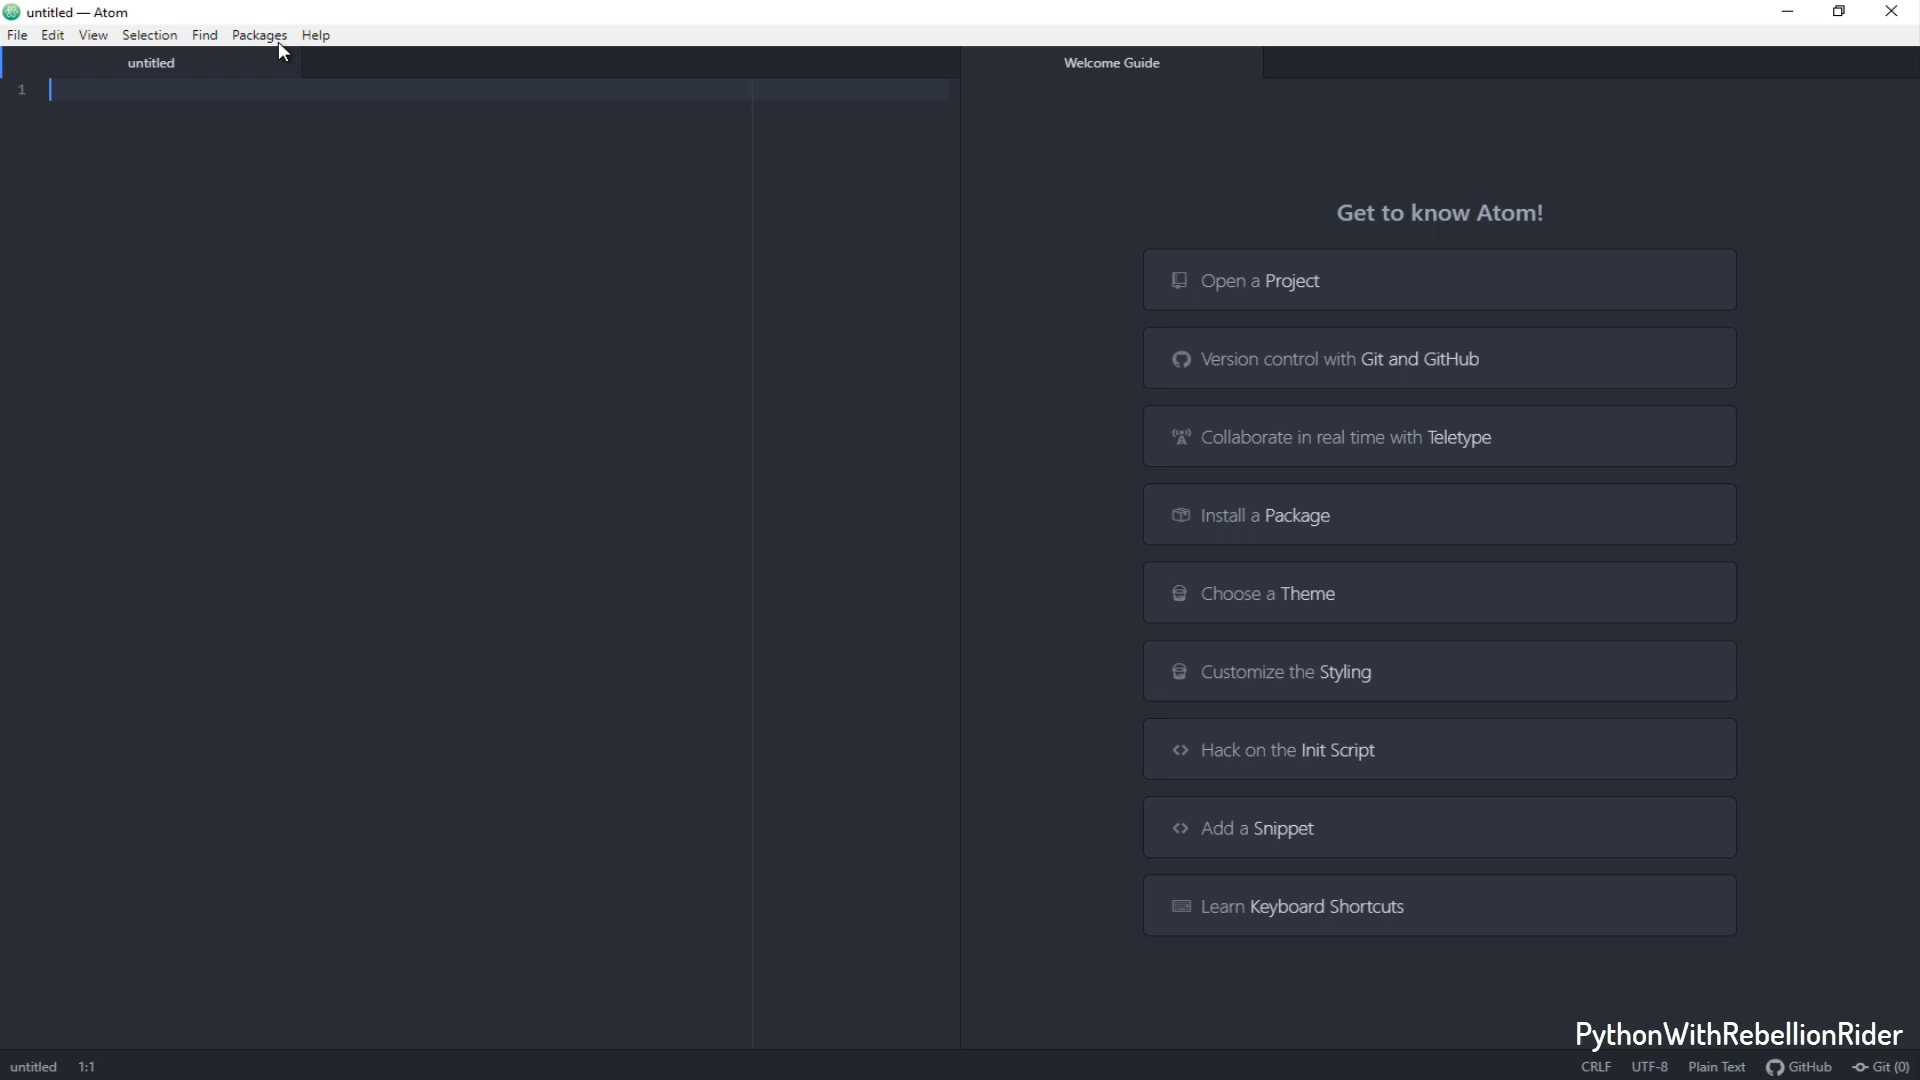 untitled — Atom
File Edit View Selection Find Packages Help
untitled
Welcome Guide
1
Get to know Atom!
Open a Project
Version control with Git and GitHub
Collaborate in real time with Teletype
Install a Package
Choose a Theme
Customize the Styling
Hack on the Init Script
Add a Snippet
Learn Keyboard Shortcuts
PythonWithRebellionRider
untitled 1:1
CRLF UTF-8 Plain Text GitHub Git (0)